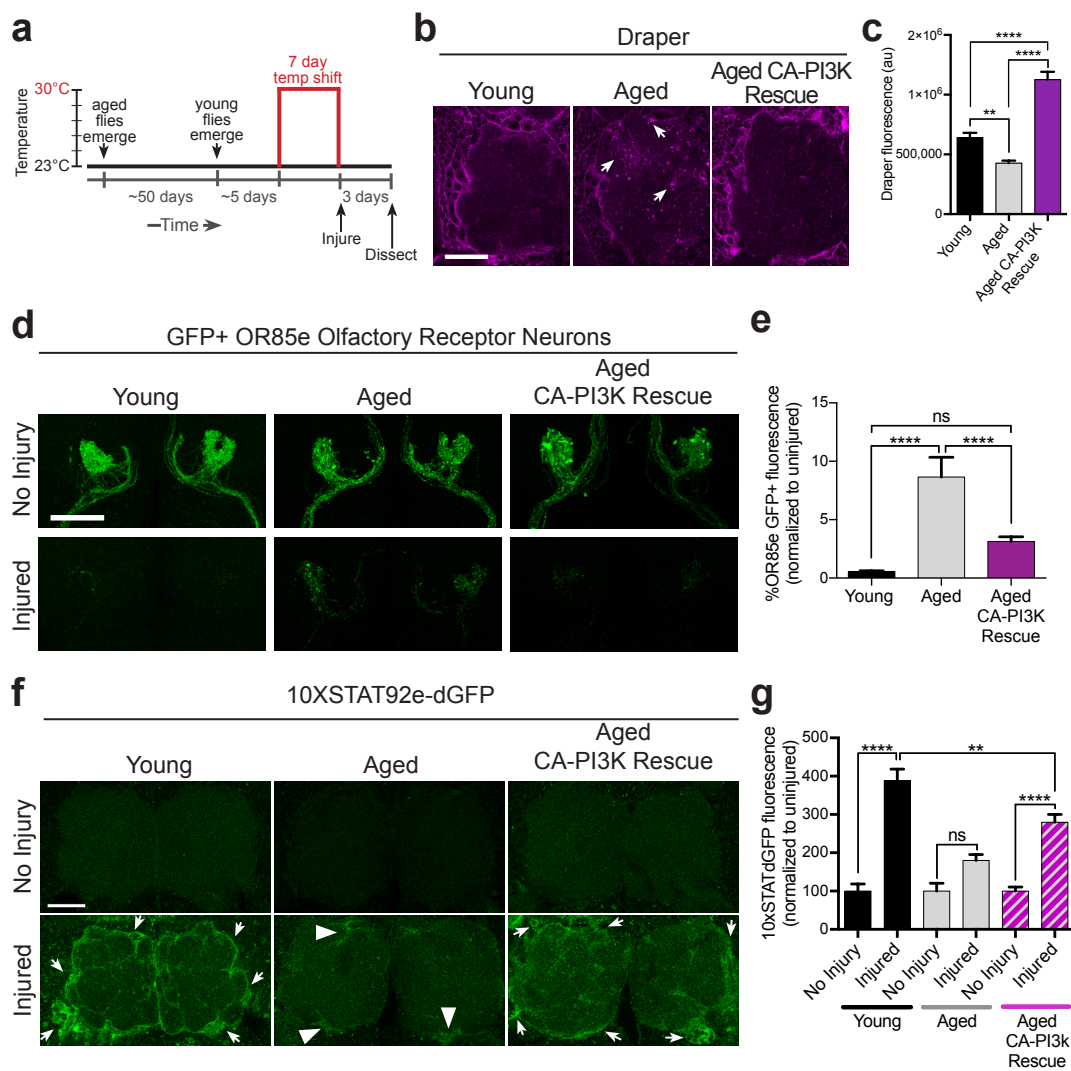 a
Temperature
30°C
23°C
aged
flies
emerge
young
flies
emerge
7 day
temp shift
~50 days
~5 days
3 days
Time
Injure
Dissect
b
Draper
Young
Aged
Aged CA-PI3K
Rescue
c
Draper fluorescence (au)
2×10⁶
1×10⁶
500,000
0
****
****
**
Young
Aged
Aged CA-PI3K
Rescue
d
GFP+ OR85e Olfactory Receptor Neurons
Young
Aged
Aged
CA-PI3K Rescue
No Injury
Injured
e
%OR85e GFP+ fluorescence
(normalized to uninjured)
15
10
5
0
ns
****
****
Young
Aged
Aged
CA-PI3K
Rescue
f
10XSTAT92e-dGFP
Young
Aged
Aged
CA-PI3K Rescue
No Injury
Injured
g
10xSTATdGFP fluorescence
(normalized to uninjured)
500
400
300
200
100
0
****
**
ns
****
No Injury
Injured
No Injury
Injured
No Injury
Injured
Young
Aged
Aged
CA-PI3k
Rescue